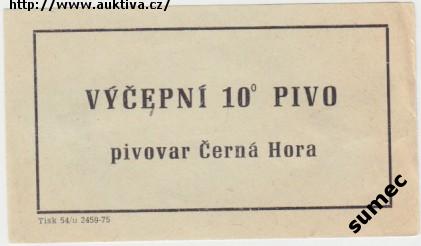 http://www.auktiva.cz/
VÝČEPNÍ 10° PIVO
pivovar Černá Hora
Tisk 54/u 2459-75
sumec